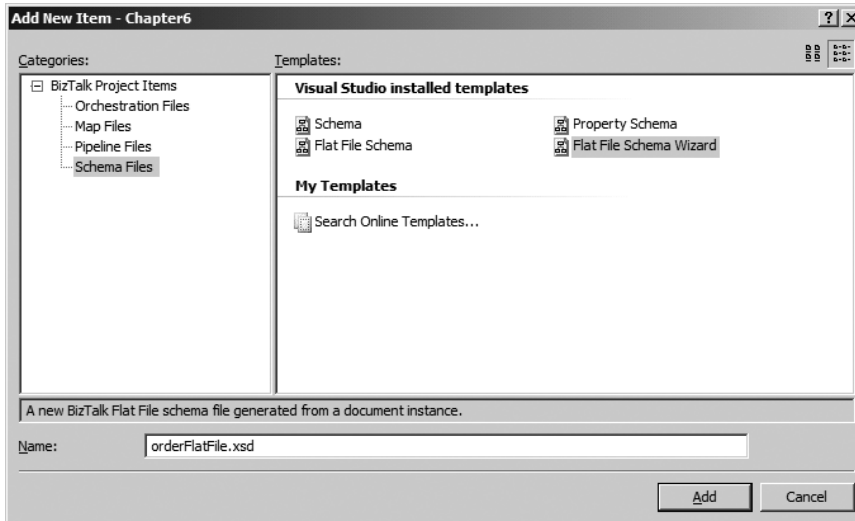 Add New Item - Chapter6
Categories:
Templates:
BizTalk Project Items
Orchestration Files
Map Files
Pipeline Files
Schema Files
Visual Studio installed templates
Schema
Property Schema
Flat File Schema
Flat File Schema Wizard
My Templates
Search Online Templates...
A new BizTalk Flat File schema file generated from a document instance.
Name:
orderFlatFile.xsd
Add
Cancel